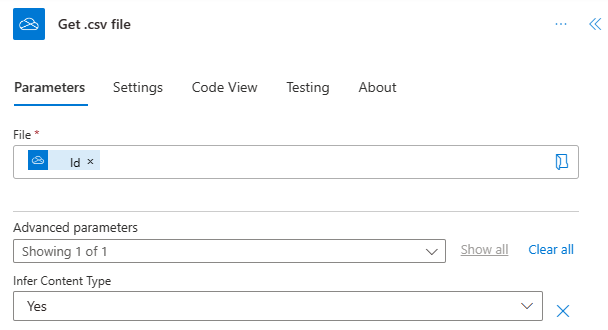 Get .csv file
Parameters Settings Code View Testing About
File *
Id ×
Advanced parameters
Showing 1 of 1 Show all Clear all
Infer Content Type
Yes